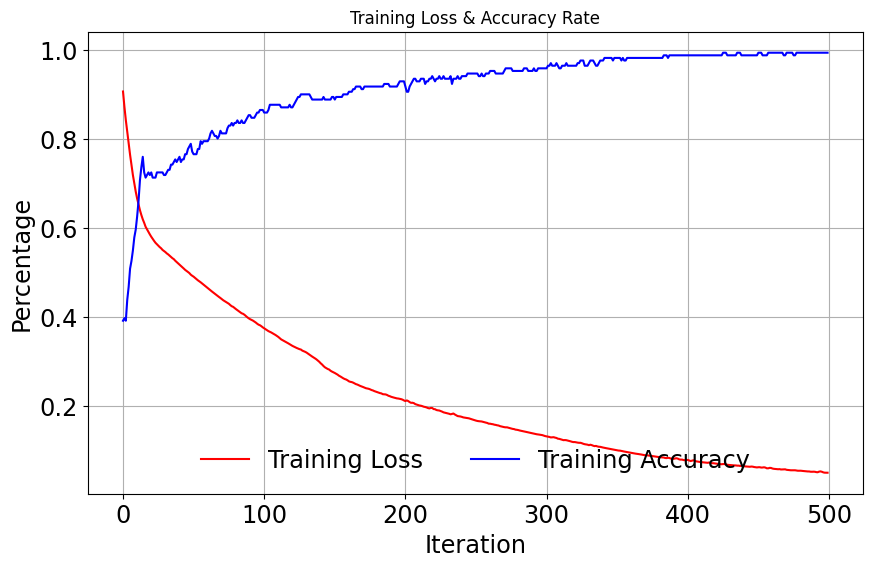 Training Loss & Accuracy Rate
1.0
0.8
0.6
0.4
0.2
Percentage
Training Loss
Training Accuracy
0 100 200 300 400 500
Iteration